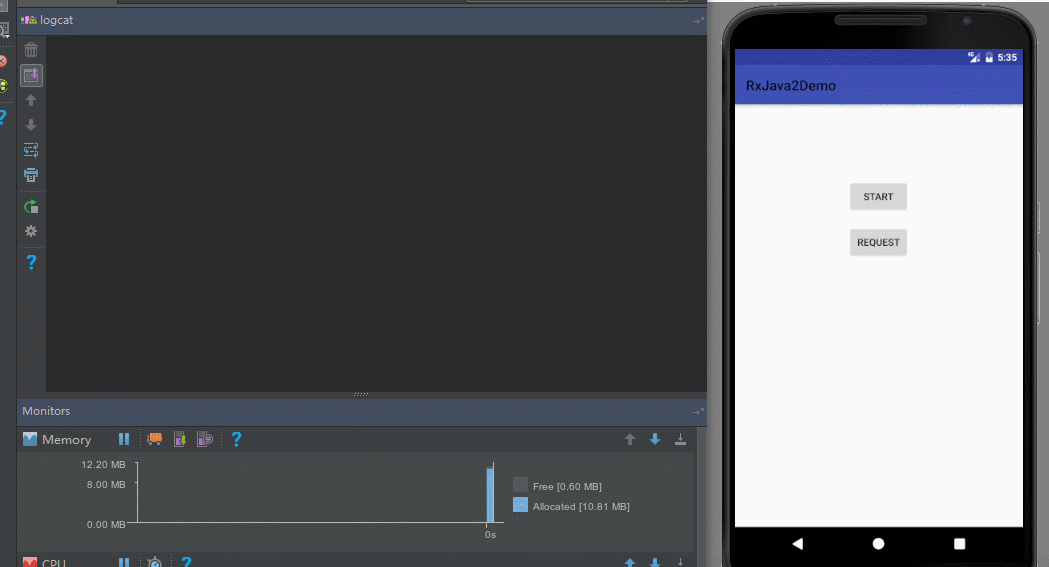 logcat
?
?
Monitors
Memory
?
12.20 MB
8.00 MB
0.00 MB
0s
Free [0.60 MB]
Allocated [10.81 MB]
CPU
?
4G
5:35
RxJava2Demo
START
REQUEST